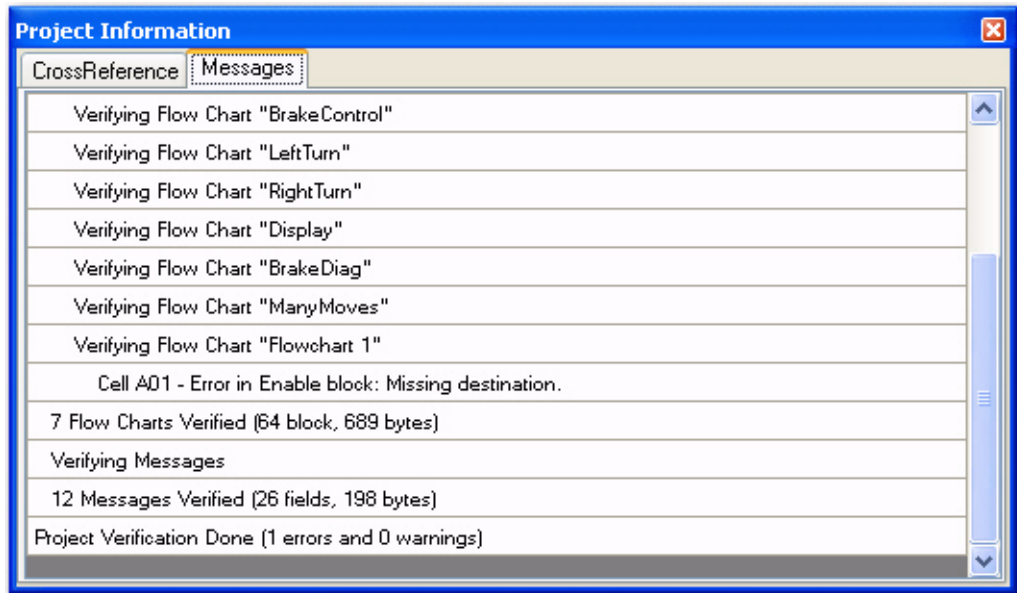 Project Information
CrossReference Messages
Verifying Flow Chart "BrakeControl"
Verifying Flow Chart "LeftTurn"
Verifying Flow Chart "RightTurn"
Verifying Flow Chart "Display"
Verifying Flow Chart "BrakeDiag"
Verifying Flow Chart "ManyMoves"
Verifying Flow Chart "Flowchart 1"
Cell A01 - Error in Enable block: Missing destination.
7 Flow Charts Verified (64 block, 689 bytes)
Verifying Messages
12 Messages Verified (26 fields, 198 bytes)
Project Verification Done (1 errors and 0 warnings)